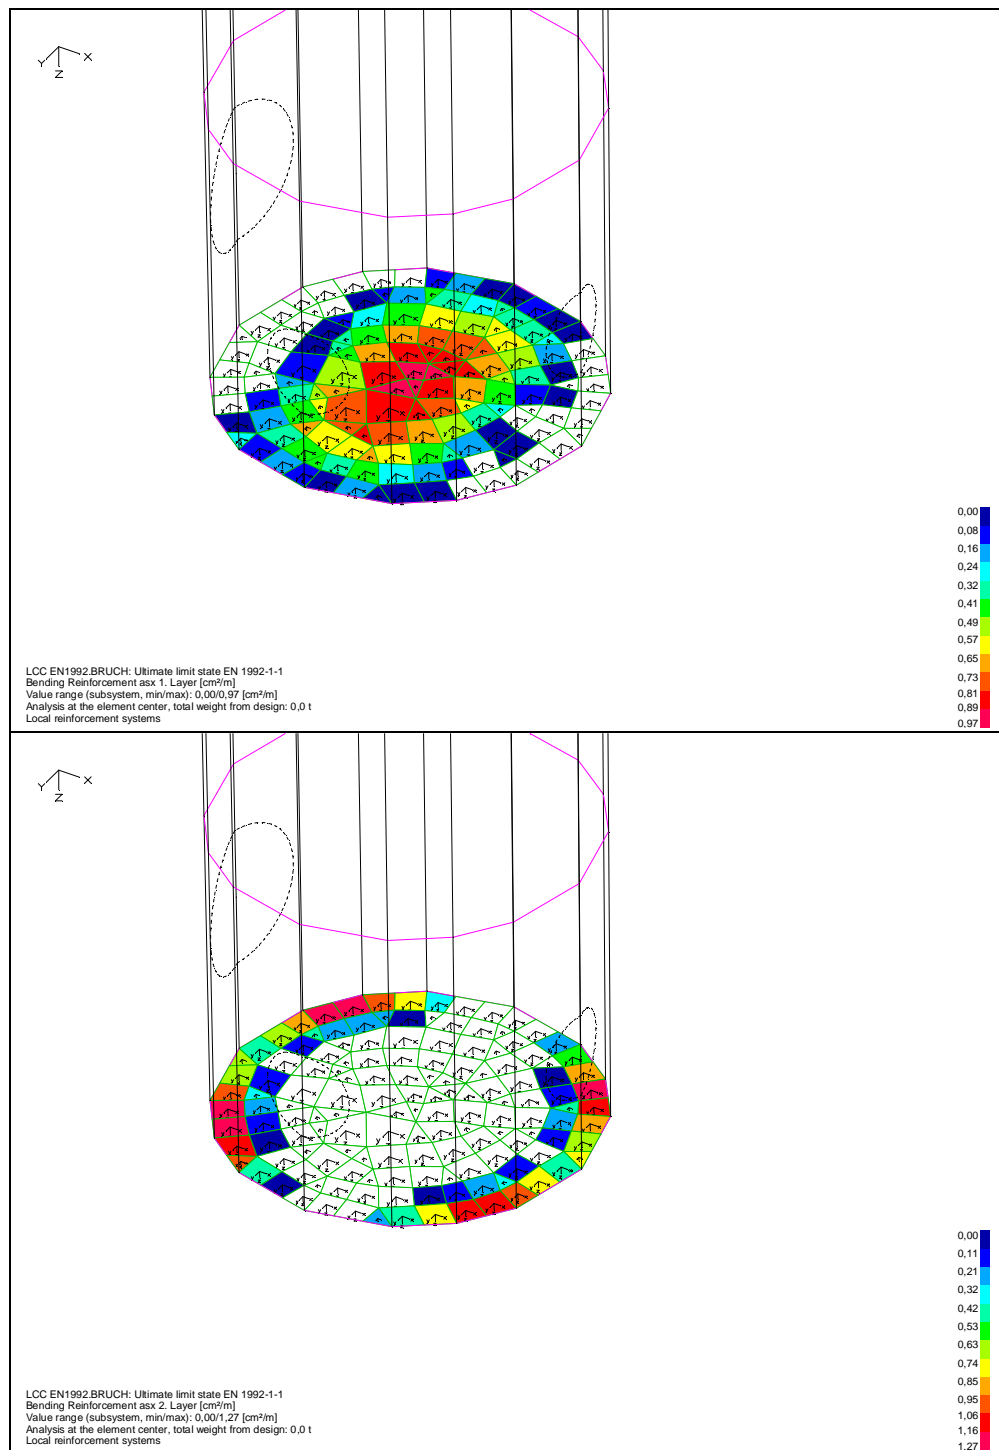 Y X
Z
0,00
0,08
0,16
0,24
0,32
0,41
0,49
0,57
0,65
0,73
0,81
0,89
0,97
LCC EN1992.BRUCH: Ultimate limit state EN 1992-1-1
Bending Reinforcement asx 1. Layer [cm²/m]
Value range (subsystem, min/max): 0,00/0,97 [cm²/m]
Analysis at the element center, total weight from design: 0,0 t
Local reinforcement systems
Y X
Z
0,00
0,11
0,21
0,32
0,42
0,53
0,63
0,74
0,85
0,95
1,06
1,16
1,27
LCC EN1992.BRUCH: Ultimate limit state EN 1992-1-1
Bending Reinforcement asx 2. Layer [cm²/m]
Value range (subsystem, min/max): 0,00/1,27 [cm²/m]
Analysis at the element center, total weight from design: 0,0 t
Local reinforcement systems